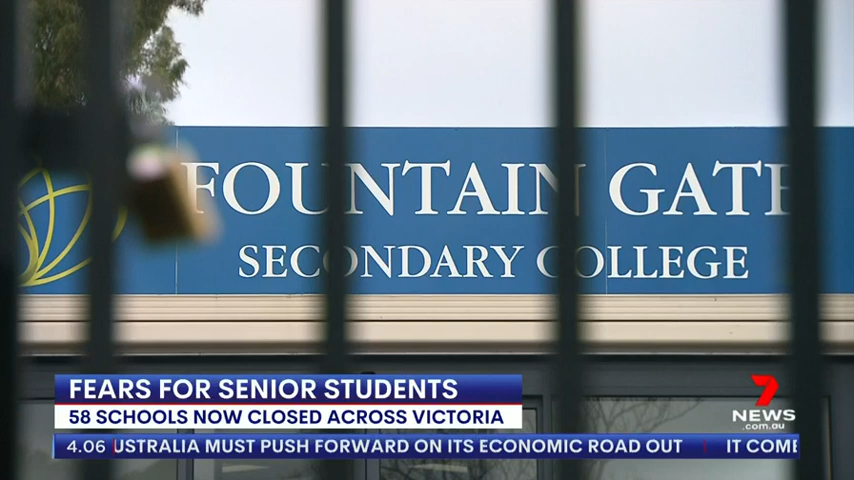 FOUNTAIN GATE
SECONDARY COLLEGE
FEARS FOR SENIOR STUDENTS
58 SCHOOLS NOW CLOSED ACROSS VICTORIA
7
NEWS
.com.au
4.06 USTRALIA MUST PUSH FORWARD ON ITS ECONOMIC ROAD OUT IT COME